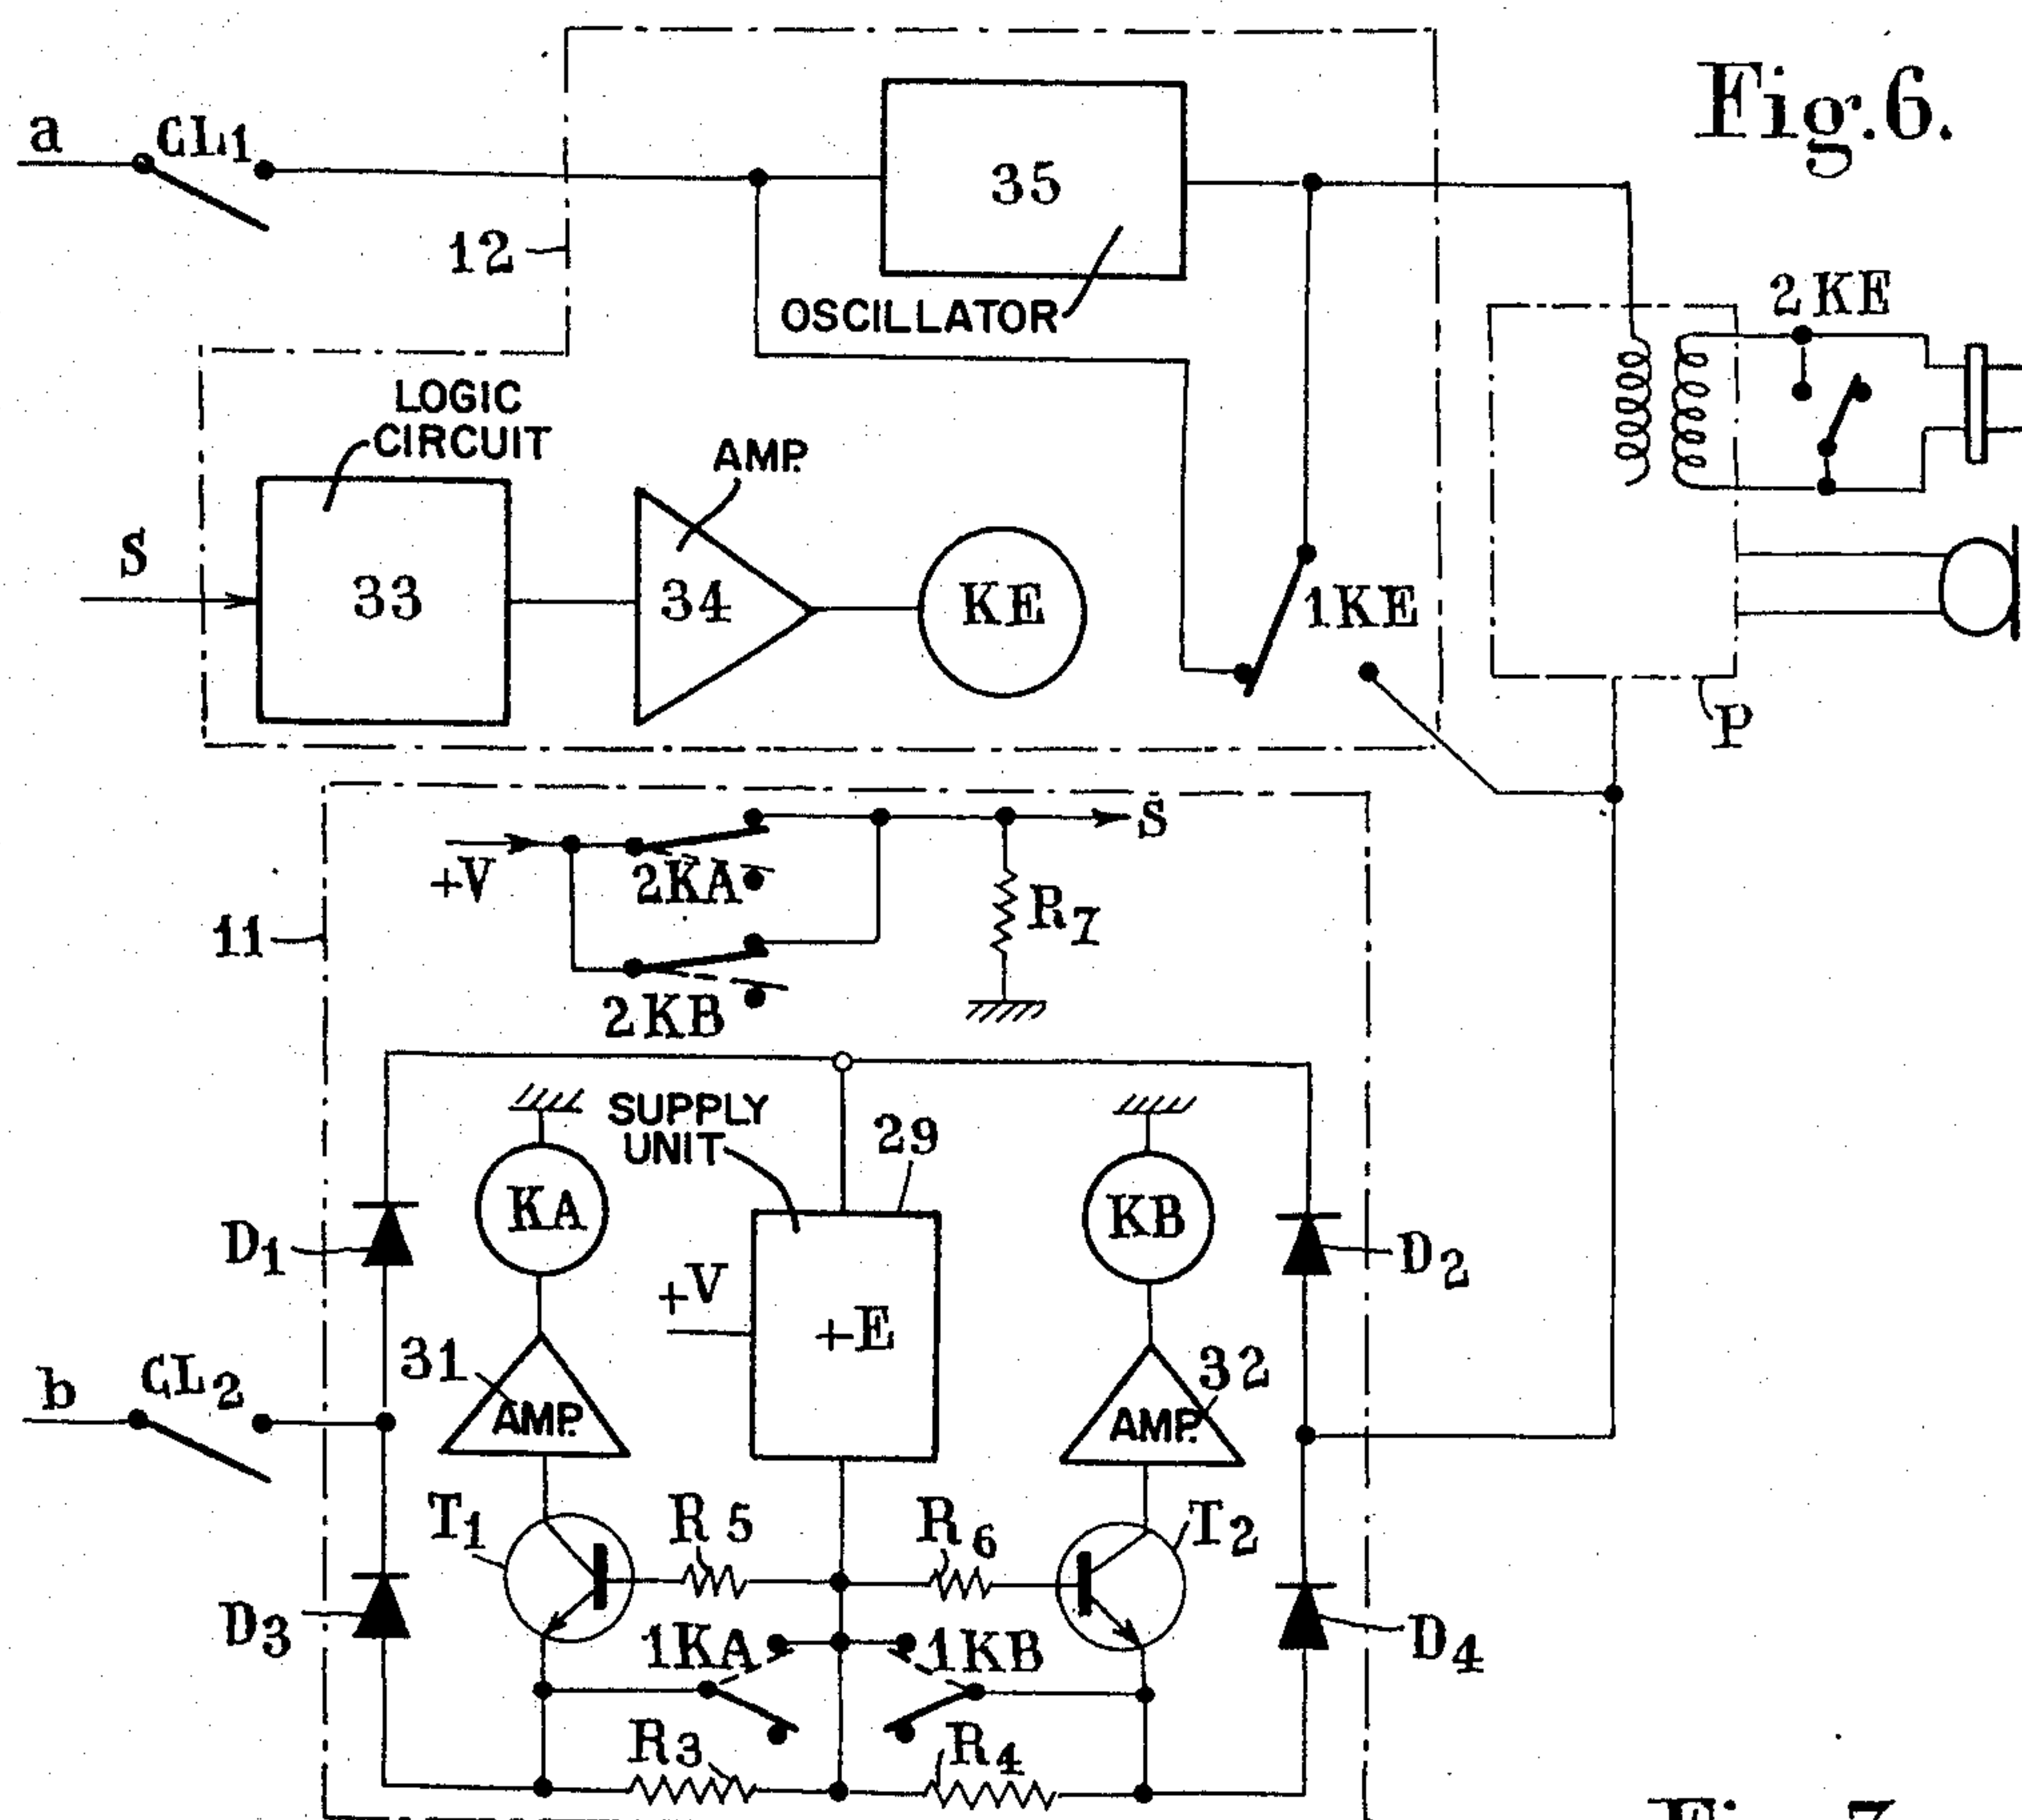 Fig.6.
a
CL1
35
12
OSCILLATOR
2KE
LOGIC
CIRCUIT
AMP.
S
33
34
KE
1KE
P
+V
2KA
S
11
R7
2KB
SUPPLY
UNIT
29
KA
KB
D1
D2
+V
+E
31
AMP.
32
AMP.
b
CL2
T1
R5
R6
T2
D3
1KA
1KB
D4
R3
R4